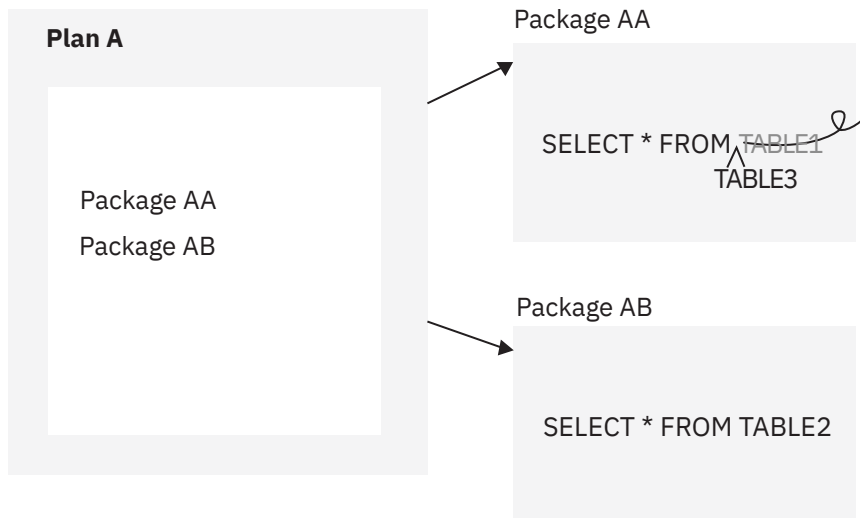 Plan A
Package AA
Package AB
Package AA
SELECT * FROM TABLE1
TABLE3
Package AB
SELECT * FROM TABLE2